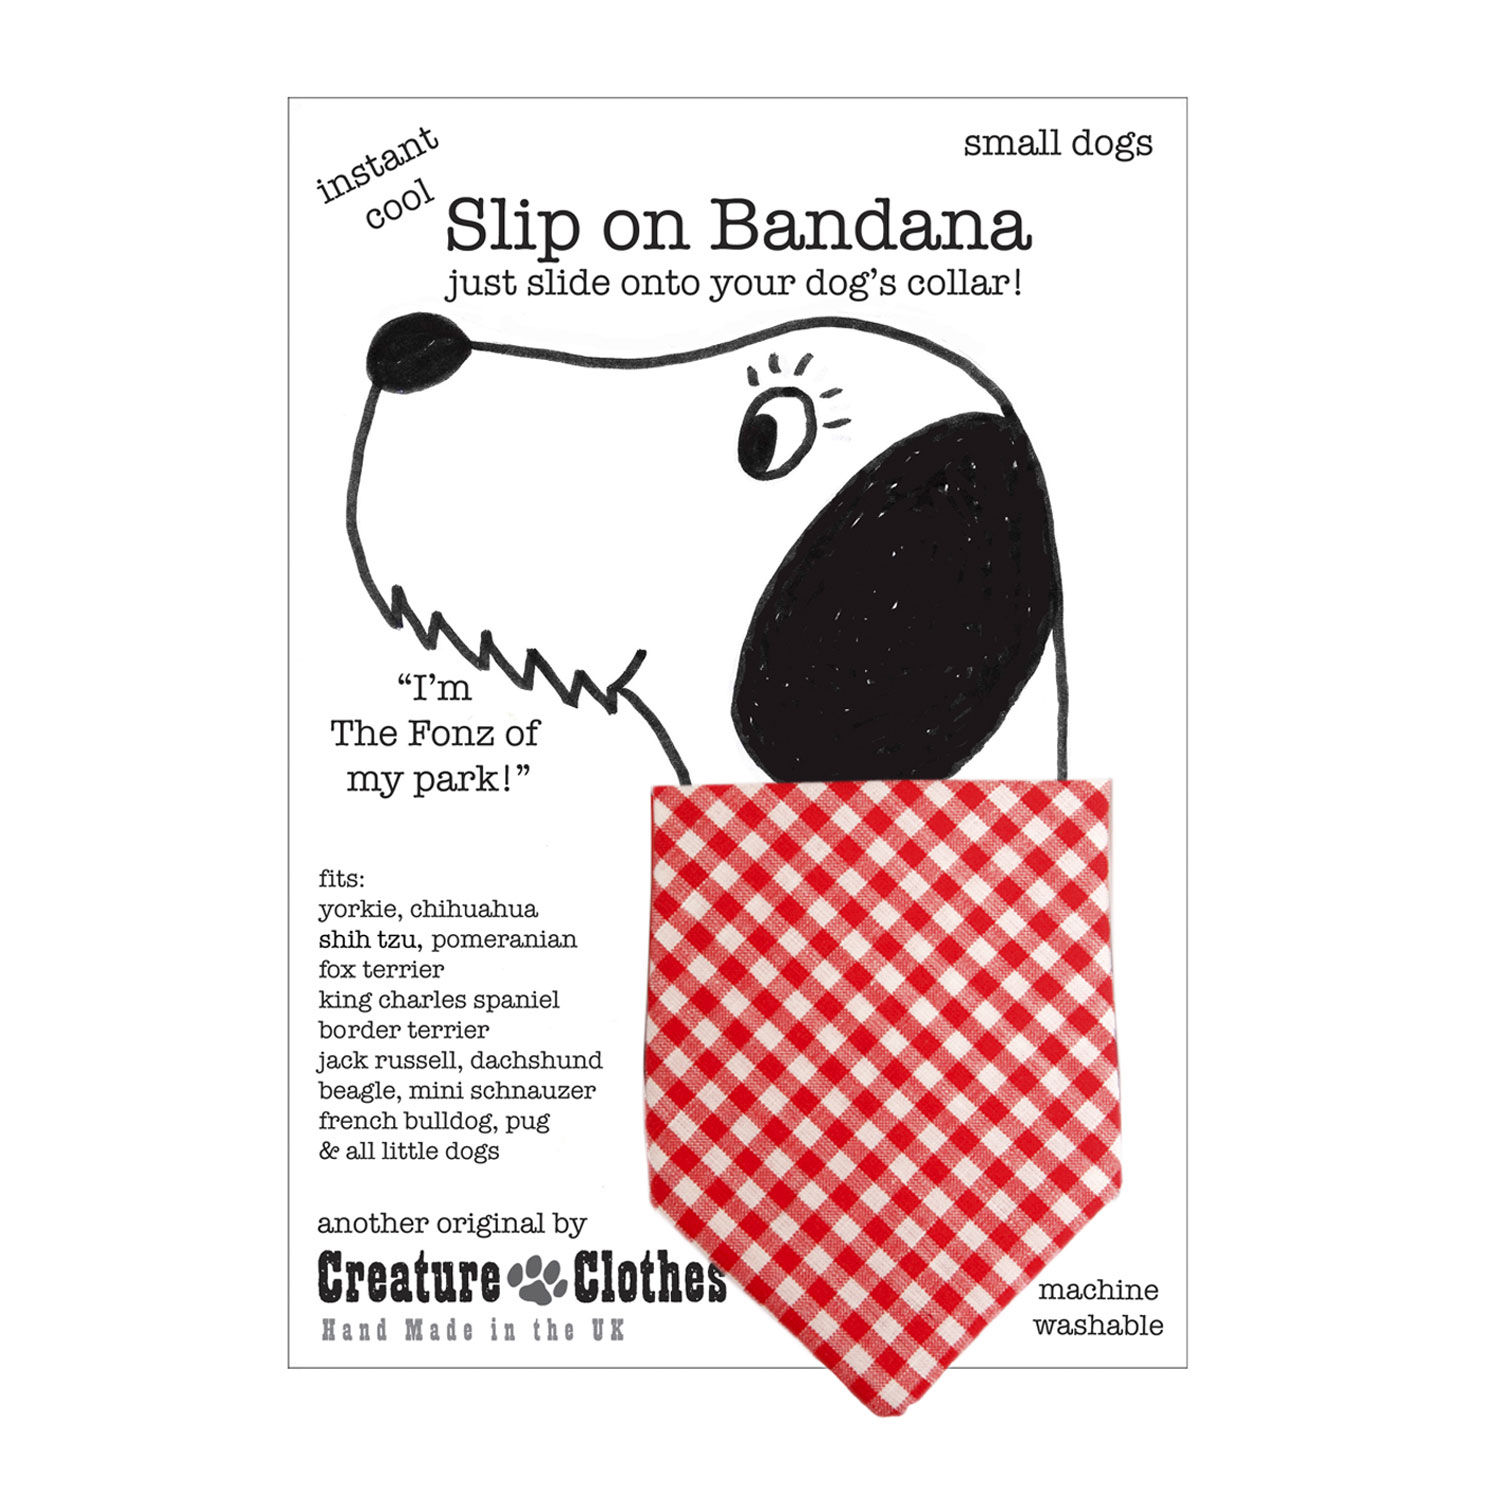 instant
cool
small dogs
Slip on Bandana
just slide onto your dog's collar!
"I'm
The Fonz of
my park!"
fits:
yorkie, chihuahua
shih tzu, pomeranian
fox terrier
king charles spaniel
border terrier
jack russell, dachshund
beagle, mini schnauzer
french bulldog, pug
& all little dogs
another original by
Creature Clothes
Hand Made in the UK
machine
washable